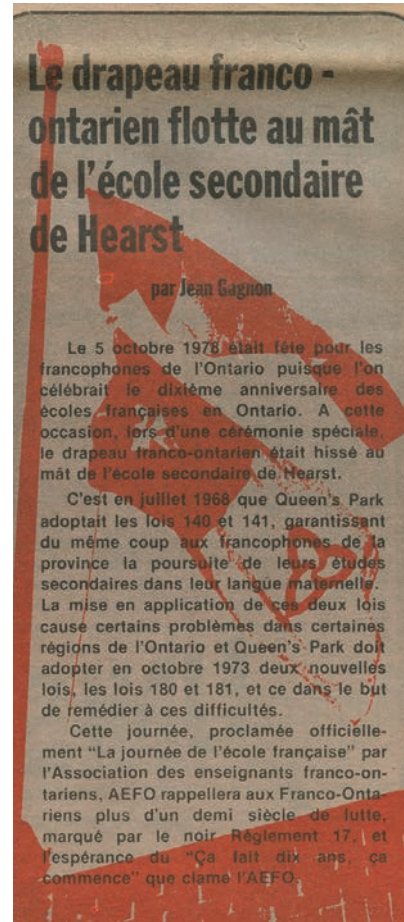 Le drapeau franco -
ontarien flotte au mât
de l'école secondaire
de Hearst
par Jean Gagnon
Le 5 octobre 1978 était fête pour les
francophones de l'Ontario puisque l'on
célébrait le dixième anniversaire des
écoles françaises en Ontario. A cette
occasion, lors d'une cérémonie spéciale,
le drapeau franco-ontarien était hissé au
mât de l'école secondaire de Hearst.
C'est en juillet 1968 que Queen's Park
adoptait les lois 140 et 141, garantissant
du même coup aux francophones de la
province la poursuite de leurs études
secondaires dans leur langue maternelle.
La mise en application de ces deux lois
cause certains problèmes dans certaines
régions de l'Ontario et Queen's Park doit
adopter en octobre 1973 deux nouvelles
lois, les lois 180 et 181, et ce dans le but
de remédier à ces difficultés.
Cette journée, proclamée officielle-
ment "La journée de l'école française" par
l'Association des enseignants franco-on-
tariens, AEFO rappellera aux Franco-Onta-
riens plus d'un demi siècle de lutte,
marqué par le noir Règlement 17, et
l'espérance du "Ça fait dix ans, ça
commence" que clame l'AEFO.